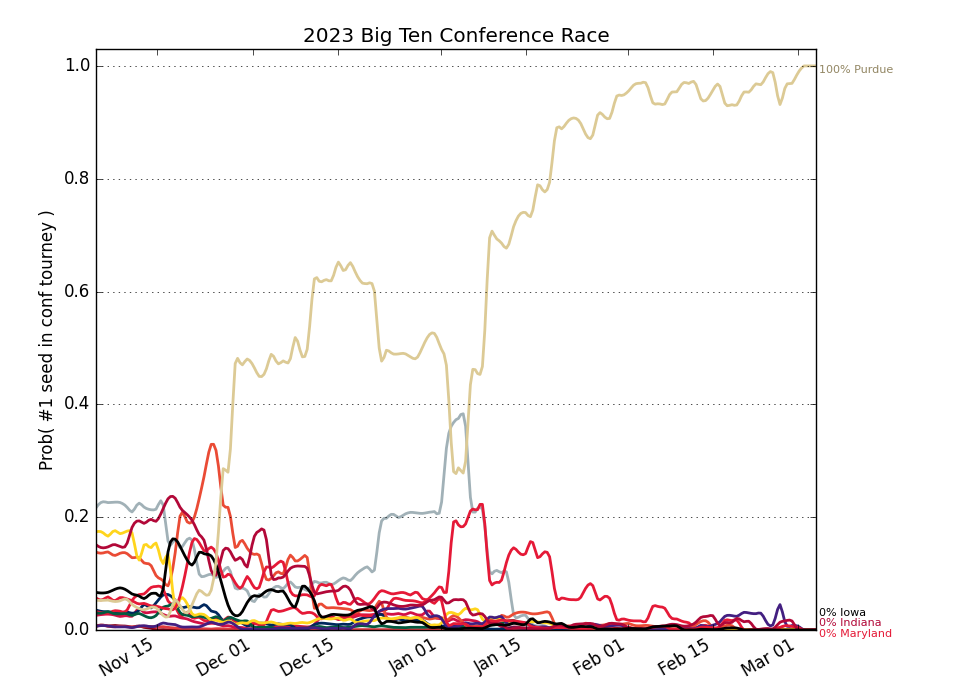 2023 Big Ten Conference Race
Prob( #1 seed in conf tourney )
1.0
0.8
0.6
0.4
0.2
0.0
100% Purdue
0% Iowa
0% Indiana
0% Maryland
Nov 15
Dec 01
Dec 15
Jan 01
Jan 15
Feb 01
Feb 15
Mar 01